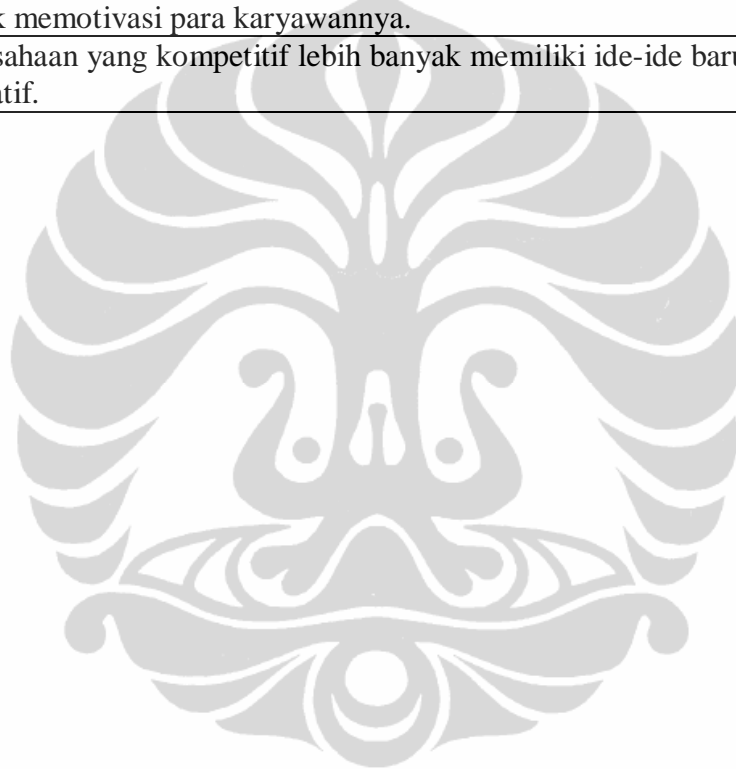 k memotivasi para karyawannya.
sahaan yang kompetitif lebih banyak memiliki ide-ide baru
atif.